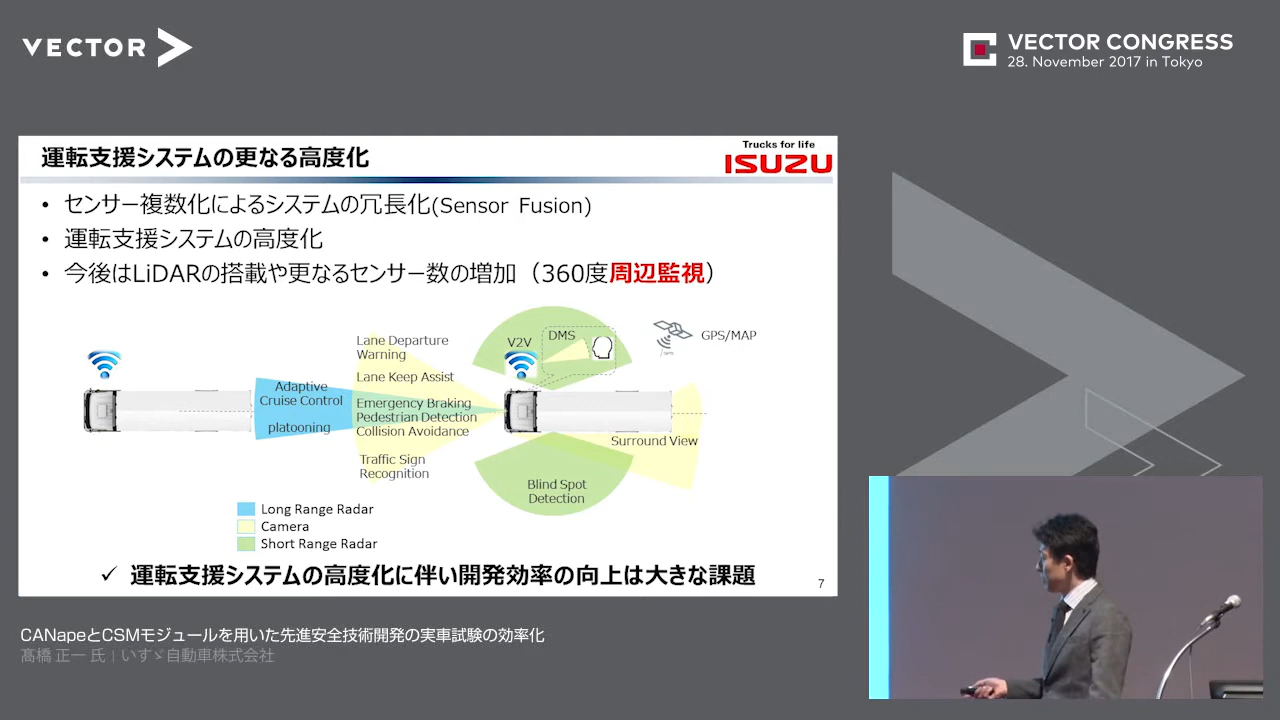 VECTOR
VECTOR CONGRESS
28. November 2017 in Tokyo
運転支援システムの更なる高度化
Trucks for life
ISUZU
• センサー複数化によるシステムの冗長化(Sensor Fusion)
• 運転支援システムの高度化
• 今後はLiDARの搭載や更なるセンサー数の増加（360度周辺監視）
Lane Departure
Warning
Lane Keep Assist
Adaptive
Cruise Control
platooning
Emergency Braking
Pedestrian Detection
Collision Avoidance
Traffic Sign
Recognition
V2V
DMS
GPS/MAP
Surround View
Blind Spot
Detection
Long Range Radar
Camera
Short Range Radar
✓ 運転支援システムの高度化に伴い開発効率の向上は大きな課題
7
CANapeとCSMモジュールを用いた先進安全技術開発の実車試験の効率化
髙橋 正一 氏 | いすゞ自動車株式会社